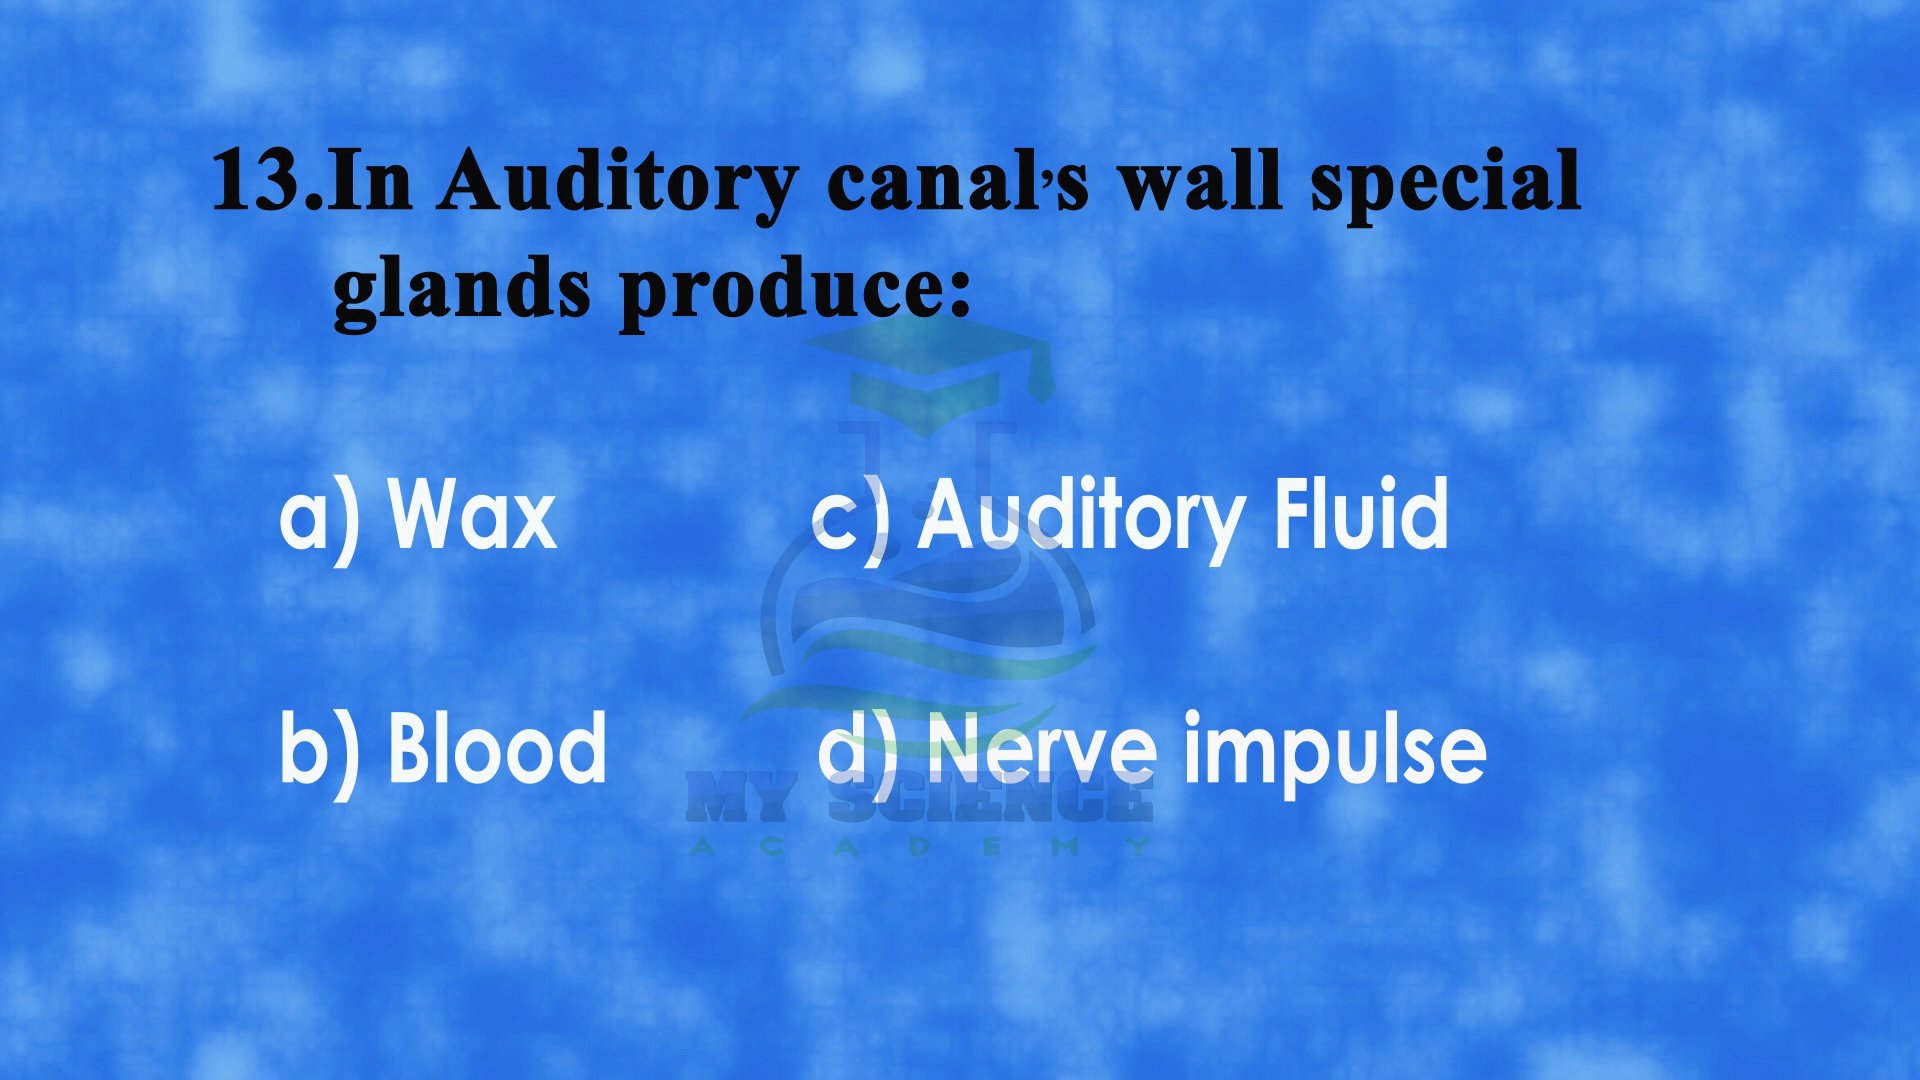 13.In Auditory canal's wall special
glands produce:
a) Wax
c) Auditory Fluid
b) Blood
d) Nerve impulse
MY SCIENCE
ACADEMY